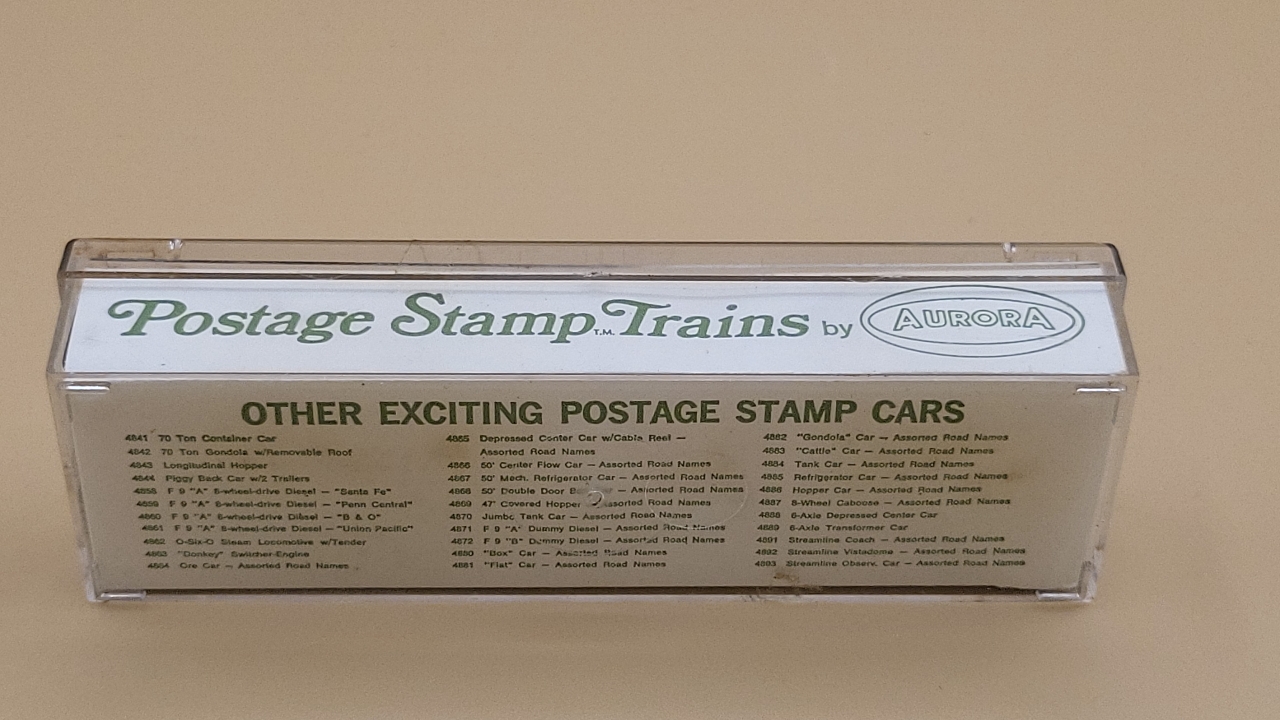 Postage Stamp T.M. Trains by AURORA
OTHER EXCITING POSTAGE STAMP CARS
4841 70 Ton Container Car
4842 70 Ton Gondola w/Removable Roof
4843 Longitudinal Hopper
4844 Piggy Back Car w/2 Trailers
4858 F 9 "A" 8-wheel-drive Diesel — "Santa Fe"
4859 F 9 "A" 8-wheel-drive Diesel — "Penn Central"
4860 F 9 "A" 8-wheel-drive Diesel — "B & O"
4861 F 9 "A" 8-wheel-drive Diesel — "Union Pacific"
4862 O-Six-O Steam Locomotive w/Tender
4863 "Donkey" Switcher-Engine
4864 Ore Car — Assorted Road Names
4865 Depressed Center Car w/Cable Reel —
Assorted Road Names
4866 50' Center Flow Car — Assorted Road Names
4867 50' Mech. Refrigerator Car — Assorted Road Names
4868 50' Double Door — Assorted Road Names
4869 47' Covered Hopper — Assorted Road Names
4870 Jumbo Tank Car — Assorted Road Names
4871 F 9 "A" Dummy Diesel — Assorted Road Names
4872 F 9 "B" Dummy Diesel — Assorted Road Names
4880 "Box" Car — Assorted Road Names
4881 "Flat" Car — Assorted Road Names
4882 "Gondola" Car — Assorted Road Names
4883 "Cattle" Car — Assorted Road Names
4884 Tank Car — Assorted Road Names
4885 Refrigerator Car — Assorted Road Names
4886 Hopper Car — Assorted Road Names
4887 8-Wheel Caboose — Assorted Road Names
4888 6-Axle Depressed Center Car
4889 6-Axle Transformer Car
4891 Streamline Coach — Assorted Road Names
4892 Streamline Vistadome — Assorted Road Names
4893 Streamline Observ. Car — Assorted Road Names